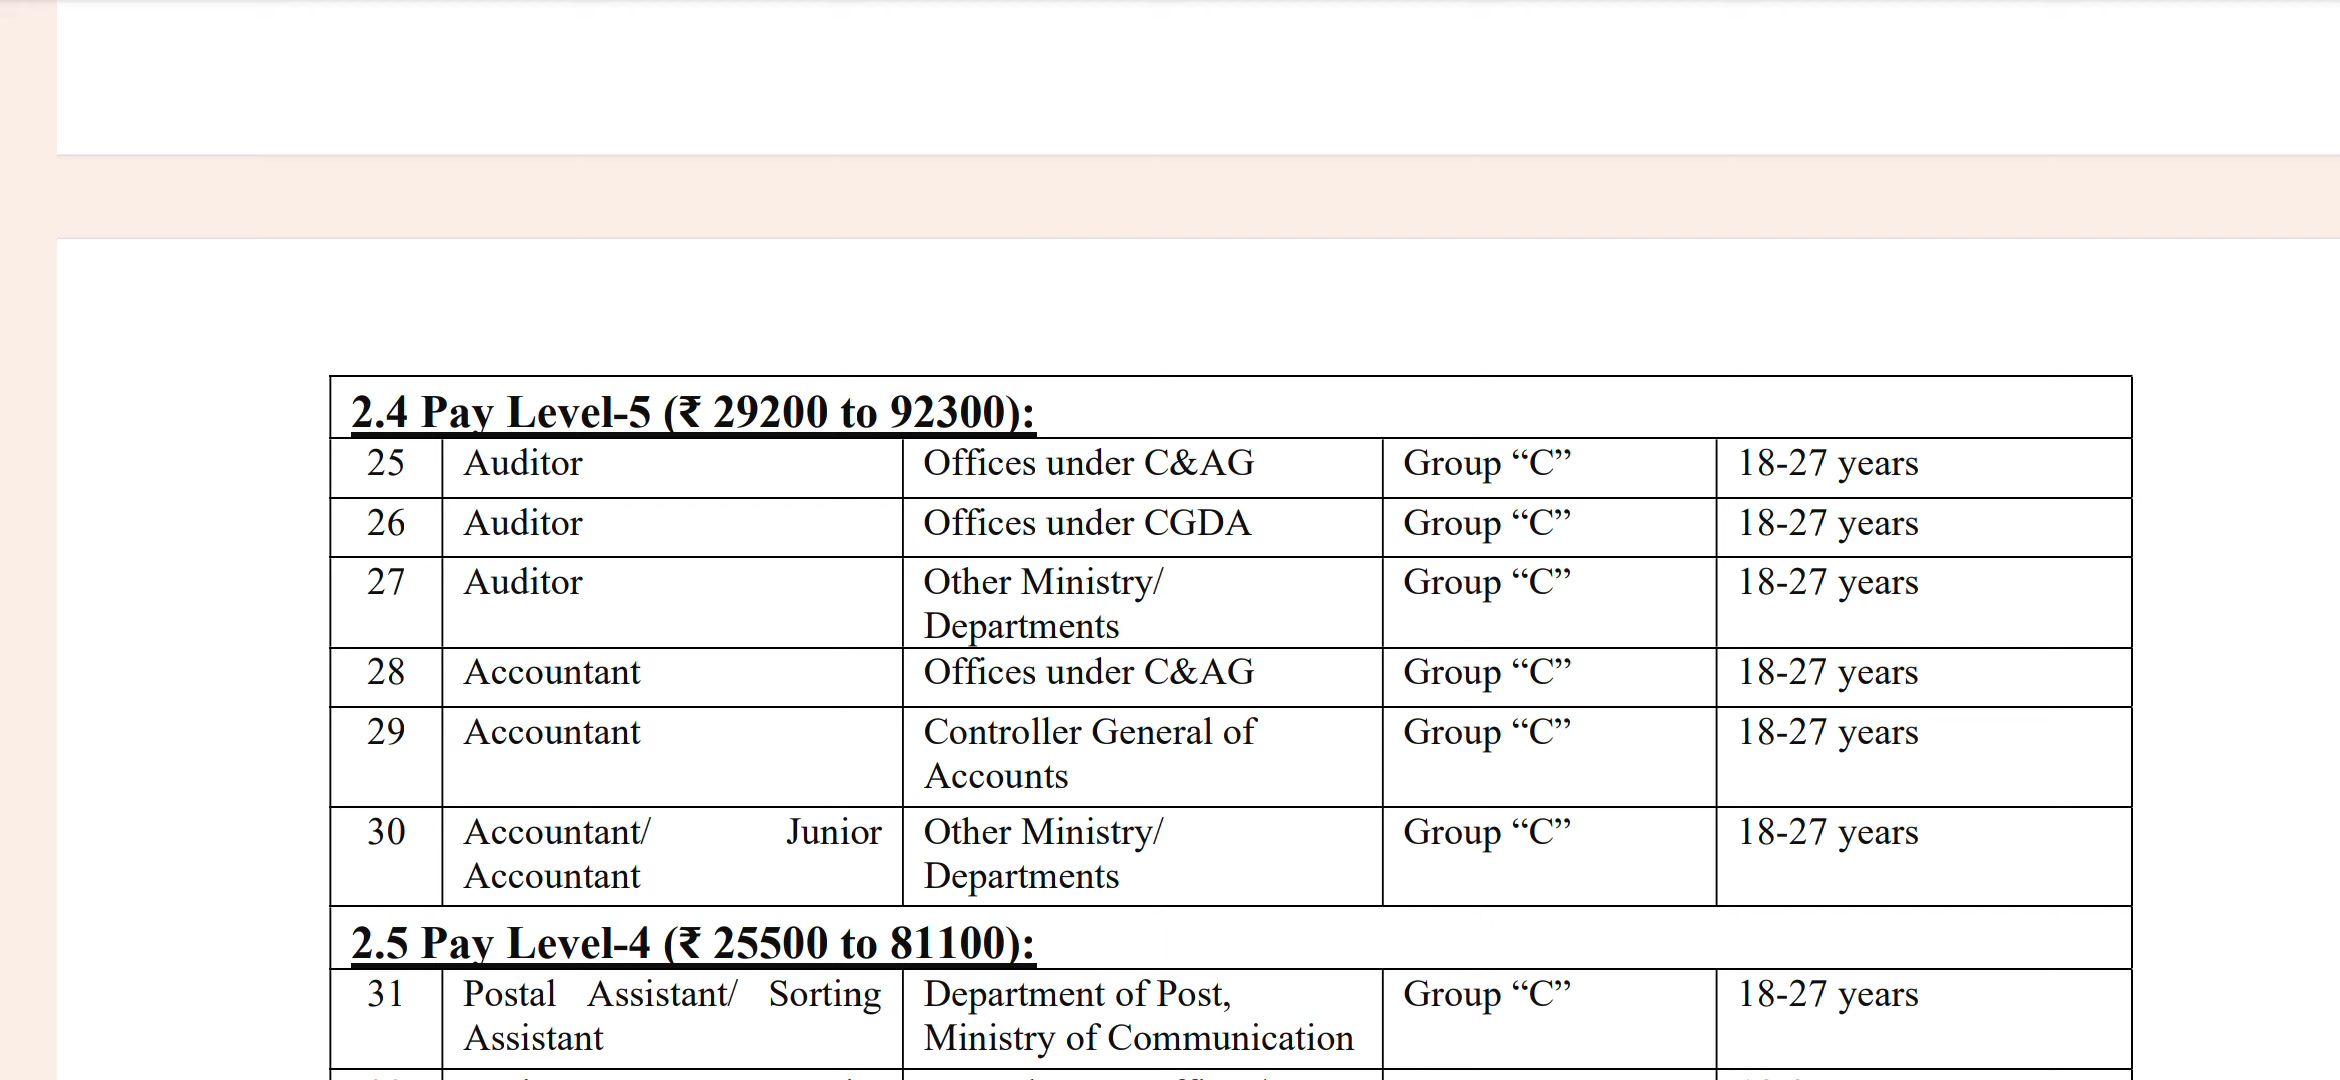 2.4 Pay Level-5 (₹ 29200 to 92300):
25 Auditor Offices under C&AG Group “C” 18-27 years
26 Auditor Offices under CGDA Group “C” 18-27 years
27 Auditor Other Ministry/ Group “C” 18-27 years
Departments
28 Accountant Offices under C&AG Group “C” 18-27 years
29 Accountant Controller General of Group “C” 18-27 years
Accounts
30 Accountant/ Junior Other Ministry/ Group “C” 18-27 years
Accountant Departments
2.5 Pay Level-4 (₹ 25500 to 81100):
31 Postal Assistant/ Sorting Department of Post, Group “C” 18-27 years
Assistant Ministry of Communication